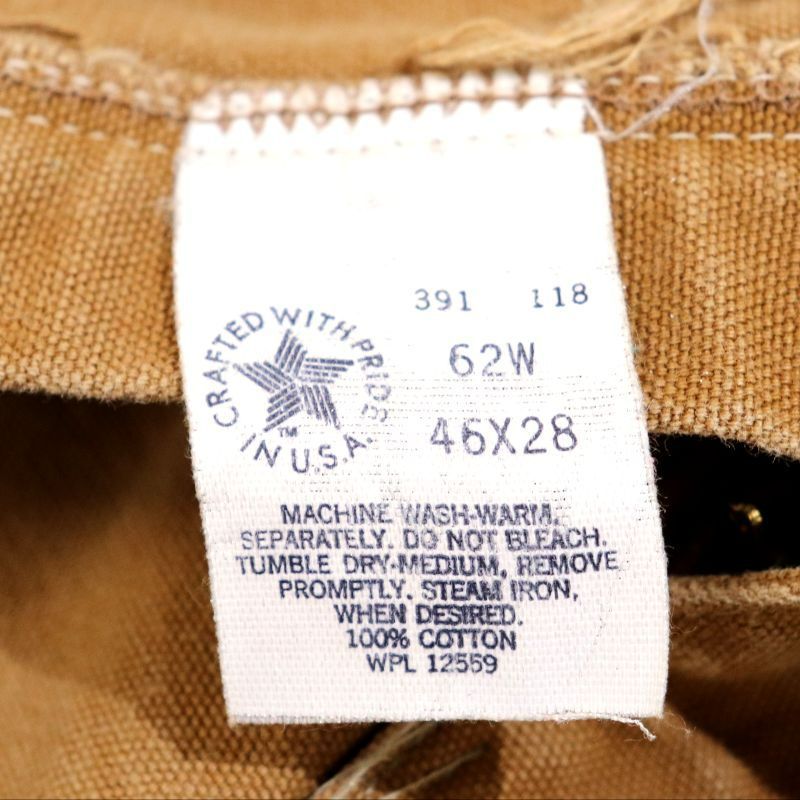 391 118
62W
46X28
CRAFTED WITH PRIDE
IN U.S.A.
TM
MACHINE WASH-WARM.
SEPARATELY. DO NOT BLEACH.
TUMBLE DRY-MEDIUM, REMOVE
PROMPTLY. STEAM IRON,
WHEN DESIRED.
100% COTTON
WPL 12559